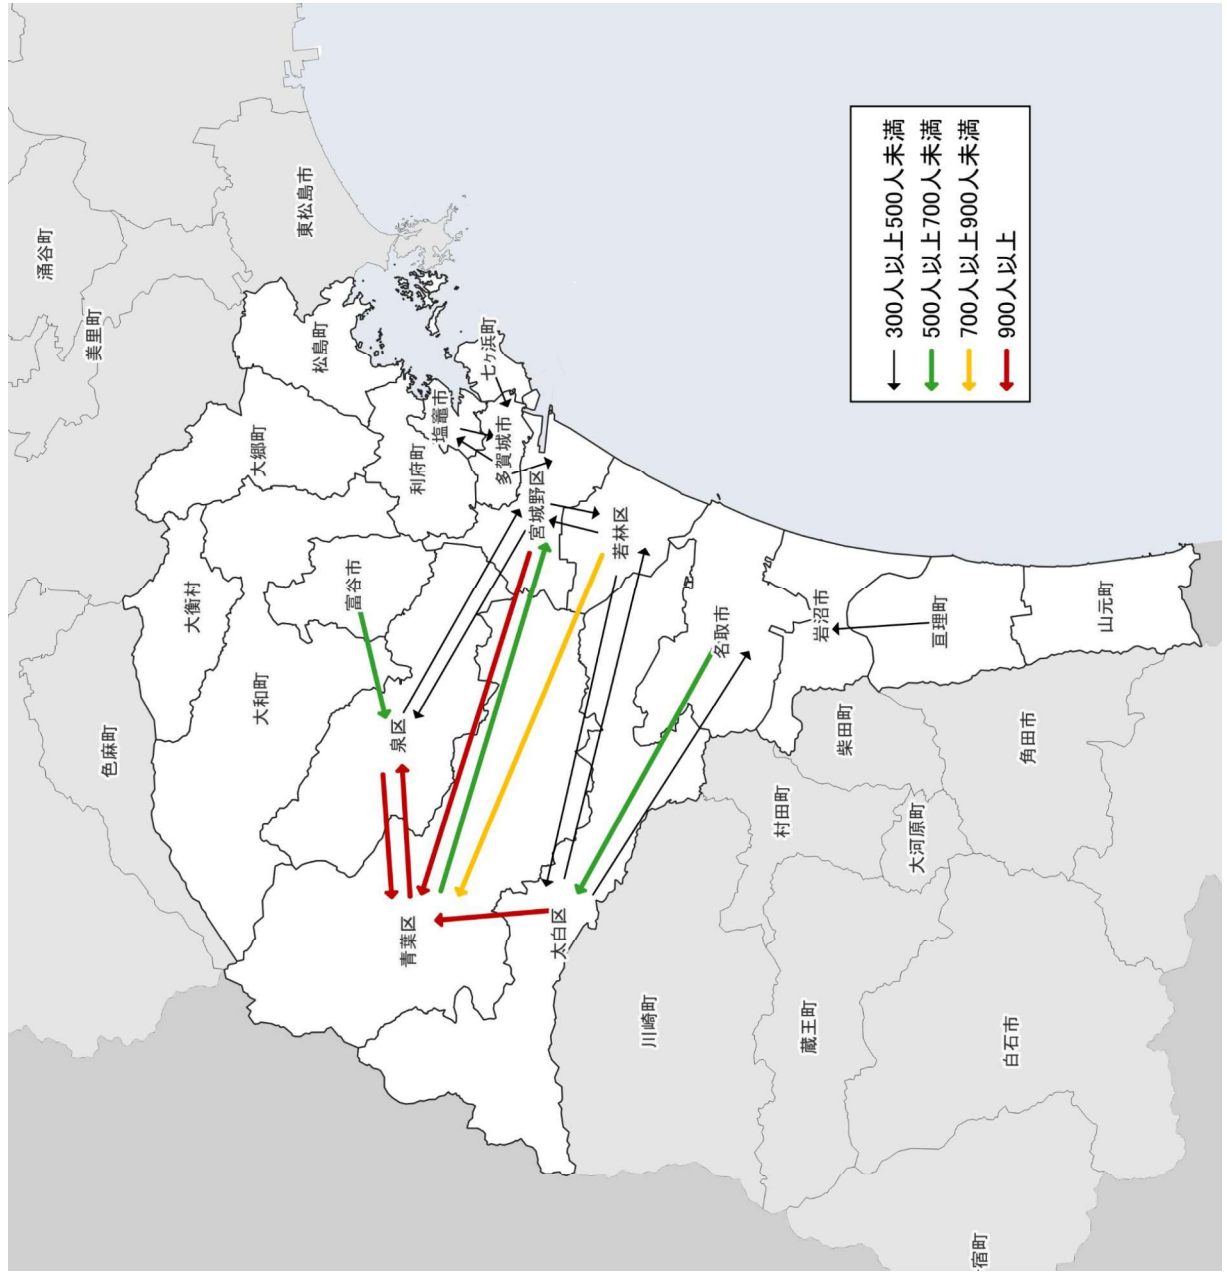 涌谷町
美里町
東松島市
色麻町
大衡村
大郷町
松島町
大和町
富谷市
利府町
塩竈市
七ヶ浜町
多賀城市
泉区
宮城野区
青葉区
若林区
太白区
名取市
川崎町
岩沼市
村田町
柴田町
亘理町
蔵王町
大河原町
角田市
山元町
白石市
300人以上500人未満
500人以上700人未満
700人以上900人未満
900人以上